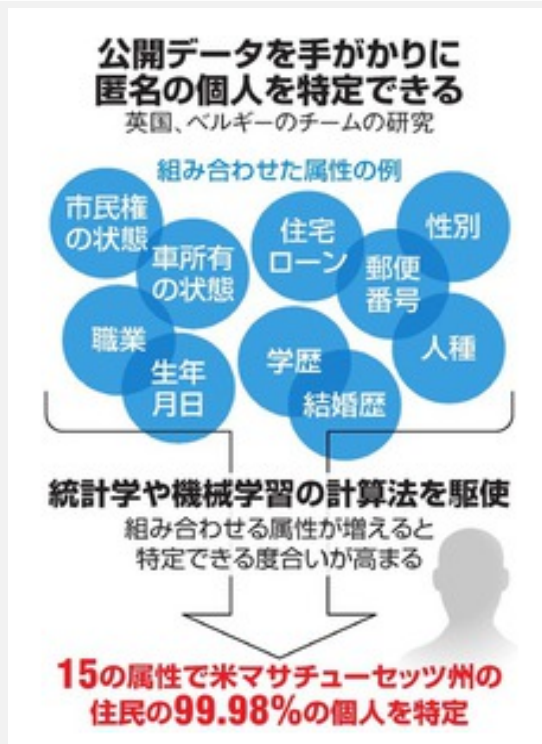 公開データを手がかりに
匿名の個人を特定できる
英国、ベルギーのチームの研究
組み合わせた属性の例
市民権
の状態
車所有
の状態
住宅
ローン
郵便
番号
性別
職業
生年
月日
学歴
結婚歴
人種
統計学や機械学習の計算法を駆使
組み合わせる属性が増えると
特定できる度合いが高まる
15の属性で米マサチューセッツ州の
住民の99.98%の個人を特定